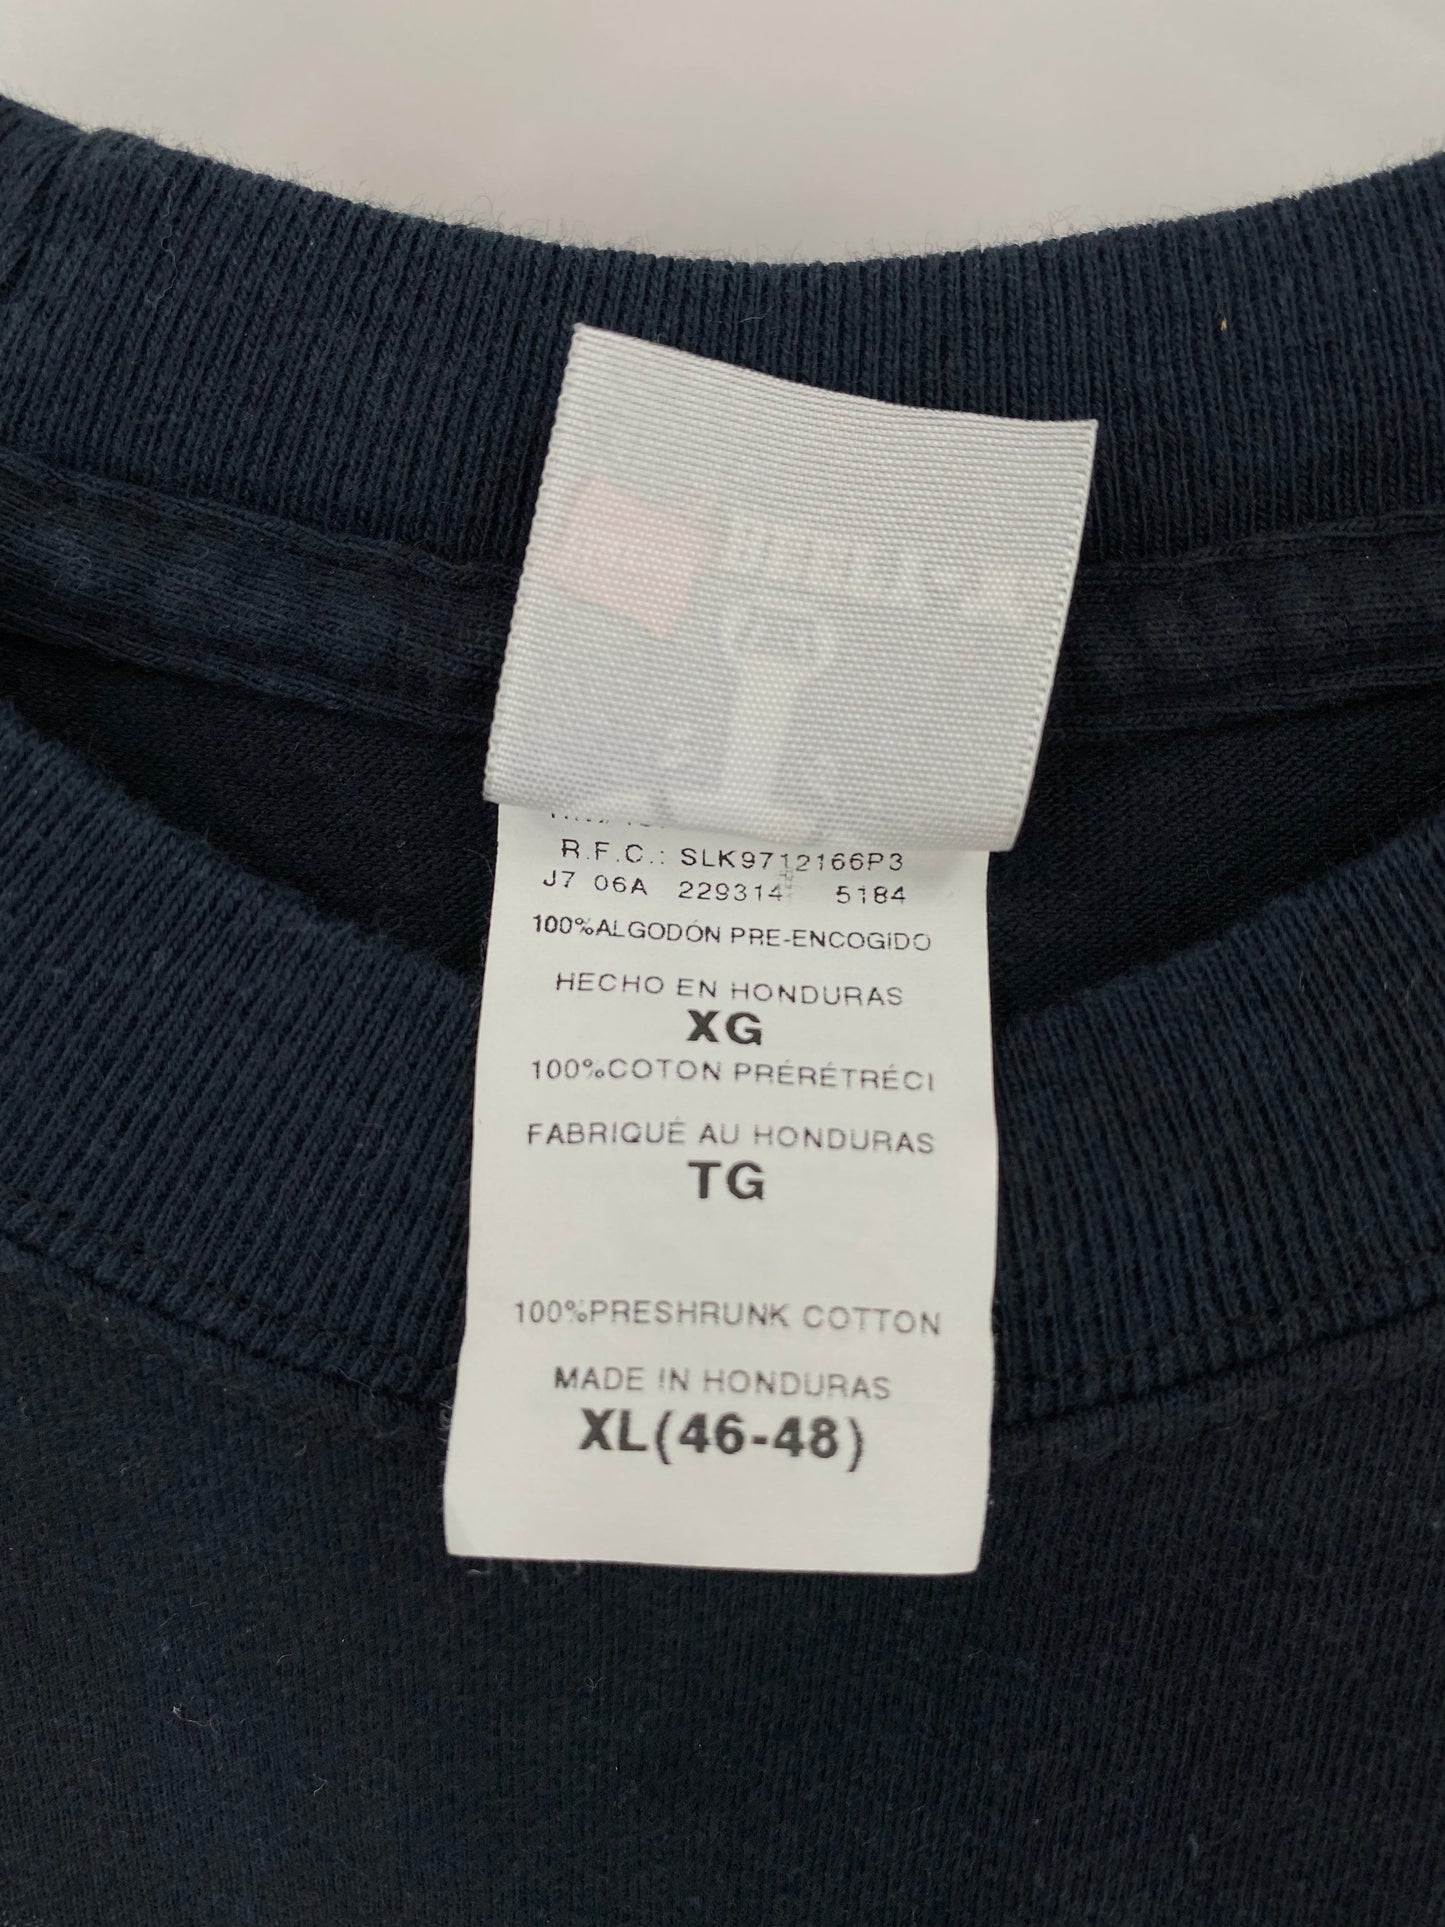 R.F.C.: SLK9712166P3
J7 06A 229314 5184
100%ALGODÓN PRE-ENCOGIDO
HECHO EN HONDURAS
XG
100%COTON PRÉRÉTRÉCI
FABRIQUÉ AU HONDURAS
TG
100%PRESHRUNK COTTON
MADE IN HONDURAS
XL(46-48)